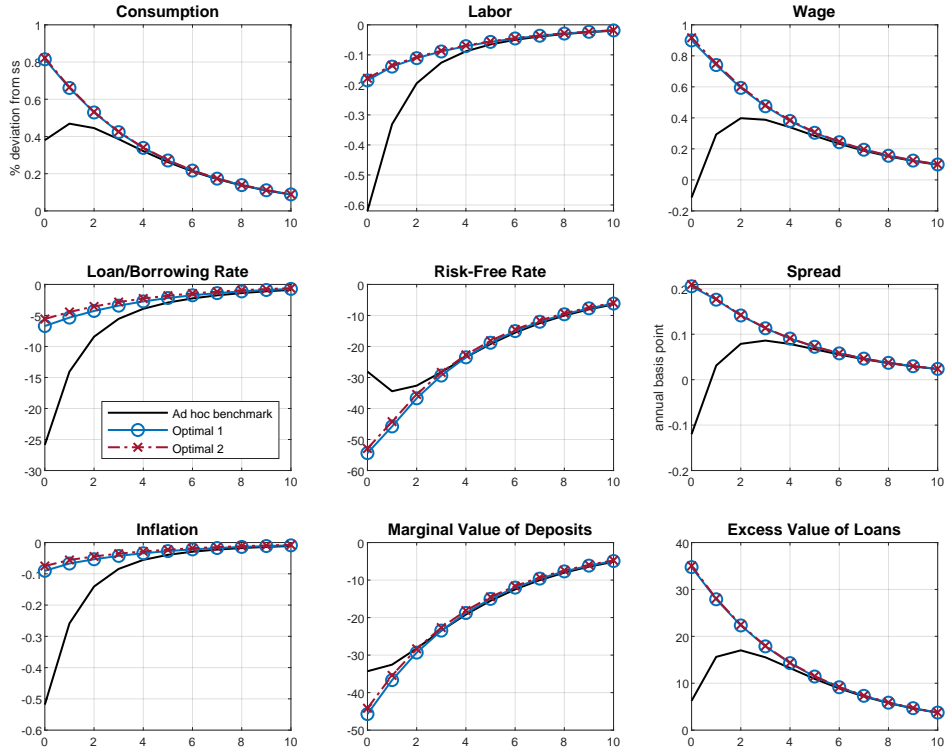 Consumption
Labor
Wage
% deviation from ss
1
0.8
0.6
0.4
0.2
0
0 2 4 6 8 10
0
-0.1
-0.2
-0.3
-0.4
-0.5
-0.6
0 2 4 6 8 10
1
0.8
0.6
0.4
0.2
0
-0.2
0 2 4 6 8 10
Loan/Borrowing Rate
Risk-Free Rate
Spread
0
-5
-10
-15
-20
-25
-30
0 2 4 6 8 10
Ad hoc benchmark
Optimal 1
Optimal 2
0
-10
-20
-30
-40
-50
-60
0 2 4 6 8 10
annual basis point
0.2
0.1
0
-0.1
-0.2
0 2 4 6 8 10
Inflation
Marginal Value of Deposits
Excess Value of Loans
0
-0.1
-0.2
-0.3
-0.4
-0.5
-0.6
0 2 4 6 8 10
0
-10
-20
-30
-40
-50
0 2 4 6 8 10
40
30
20
10
0
0 2 4 6 8 10